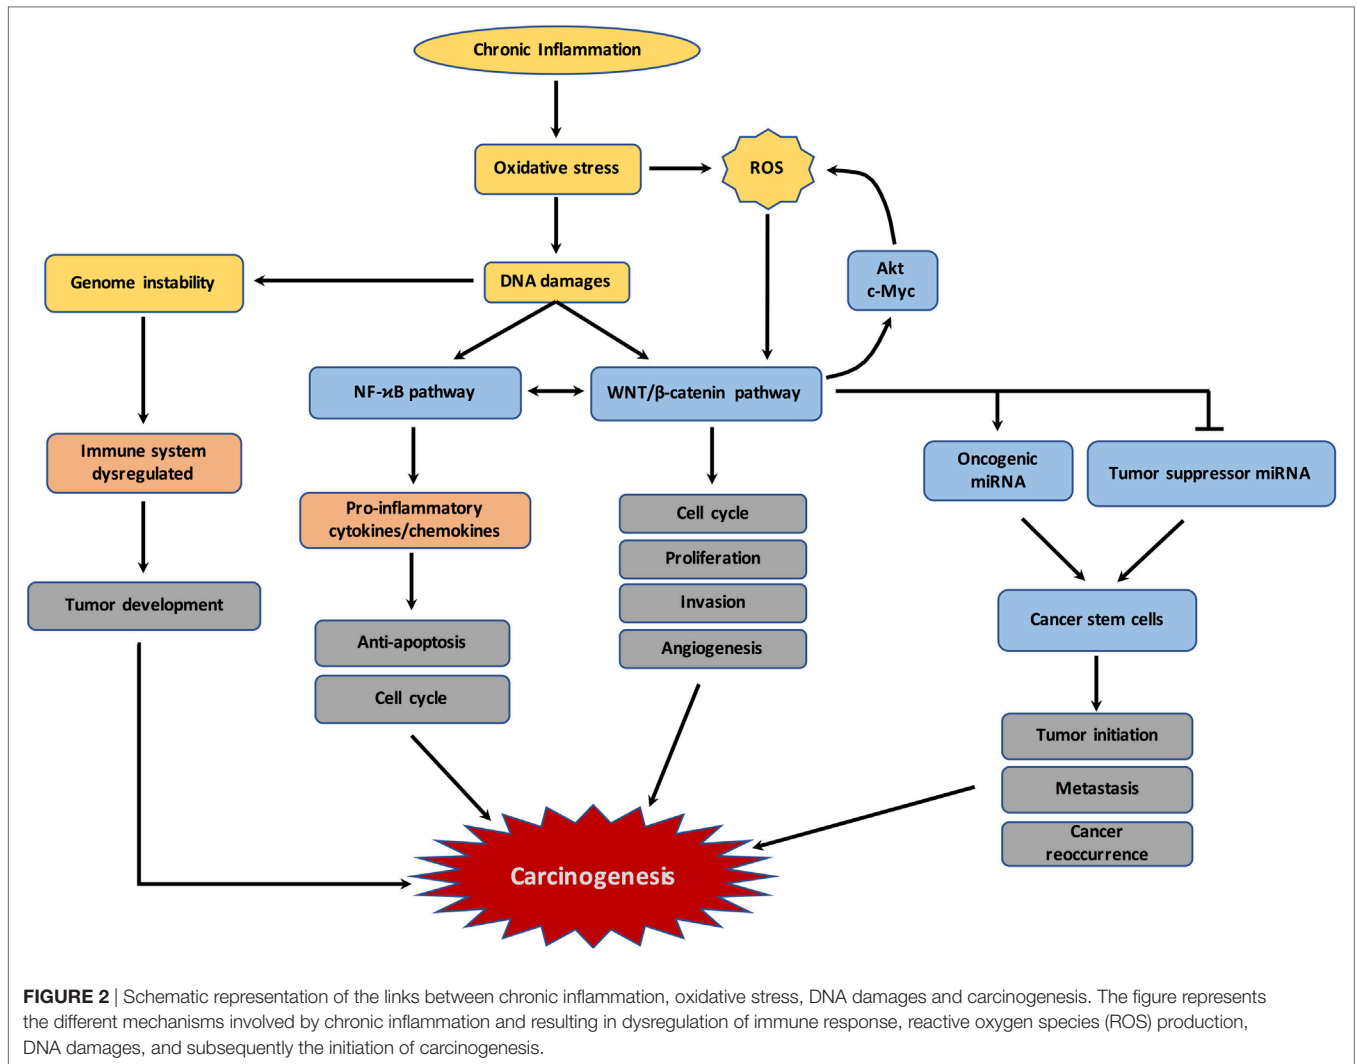 Chronic Inflammation
Oxidative stress
ROS
Akt
c-Myc
Genome instability
DNA damages
NF-ϰB pathway
WNT/β-catenin pathway
Immune system
dysregulated
Oncogenic
miRNA
Tumor suppressor miRNA
Pro-inflammatory
cytokines/chemokines
Cell cycle
Proliferation
Invasion
Angiogenesis
Tumor development
Anti-apoptosis
Cell cycle
Cancer stem cells
Tumor initiation
Metastasis
Cancer
reoccurrence
Carcinogenesis
FIGURE 2 | Schematic representation of the links between chronic inflammation, oxidative stress, DNA damages and carcinogenesis. The figure represents
the different mechanisms involved by chronic inflammation and resulting in dysregulation of immune response, reactive oxygen species (ROS) production,
DNA damages, and subsequently the initiation of carcinogenesis.